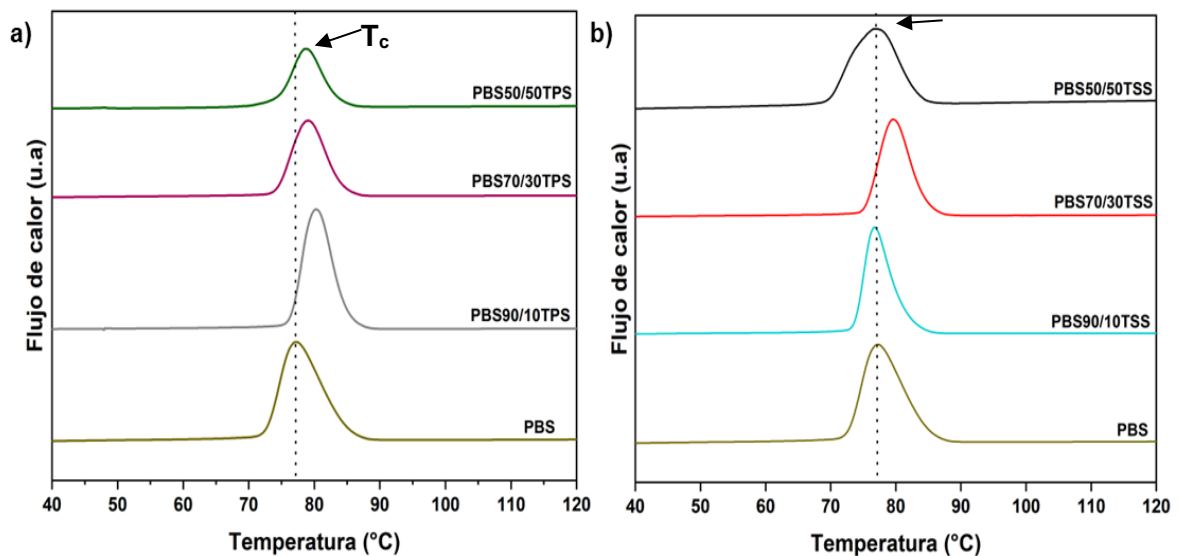 a)
Tc
PBS50/50TPS
PBS70/30TPS
PBS90/10TPS
PBS
Flujo de calor (u.a)
40 50 60 70 80 90 100 110 120
Temperatura (°C)
b)
PBS50/50TSS
PBS70/30TSS
PBS90/10TSS
PBS
Flujo de calor (u.a)
40 50 60 70 80 90 100 110 120
Temperatura (°C)